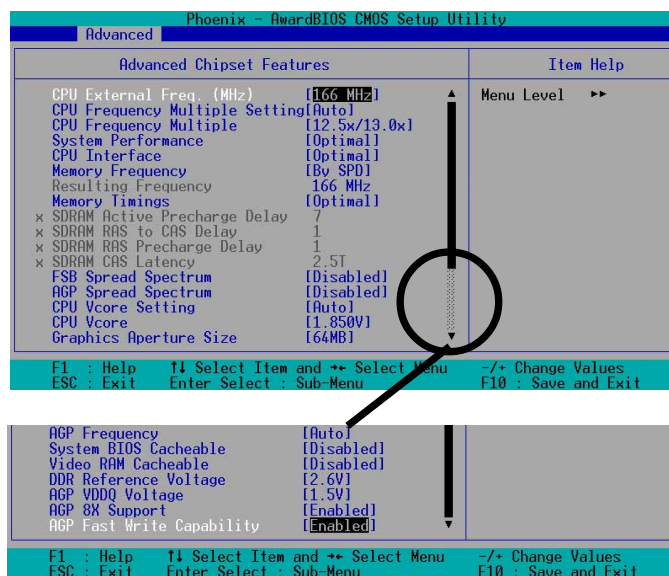 Phoenix - AwardBIOS CMOS Setup Utility
Advanced
Advanced Chipset Features Item Help
CPU External Freq. (MHz) [166 MHz] Menu Level ►►
CPU Frequency Multiple Setting[Auto]
CPU Frequency Multiple [12.5x/13.0x]
System Performance [Optimal]
CPU Interface [Optimal]
Memory Frequency [By SPD]
Resulting Frequency 166 MHz
Memory Timings [Optimal]
x SDRAM Active Precharge Delay 7
x SDRAM RAS to CAS Delay 1
x SDRAM RAS Precharge Delay 1
x SDRAM CAS Latency 2.5T
FSB Spread Spectrum [Disabled]
AGP Spread Spectrum [Disabled]
CPU Vcore Setting [Auto]
CPU Vcore [1.850V]
Graphics Aperture Size [64MB]
F1 : Help ↑↓ Select Item and →← Select Menu -/+ Change Values
ESC : Exit Enter Select : Sub-Menu F10 : Save and Exit
AGP Frequency [Auto]
System BIOS Cacheable [Disabled]
Video RAM Cacheable [Disabled]
DDR Reference Voltage [2.6V]
AGP VDDQ Voltage [1.5V]
AGP 8X Support [Enabled]
AGP Fast Write Capability [Enabled]
F1 : Help ↑↓ Select Item and →← Select Menu -/+ Change Values
ESC : Exit Enter Select : Sub-Menu F10 : Save and Exit